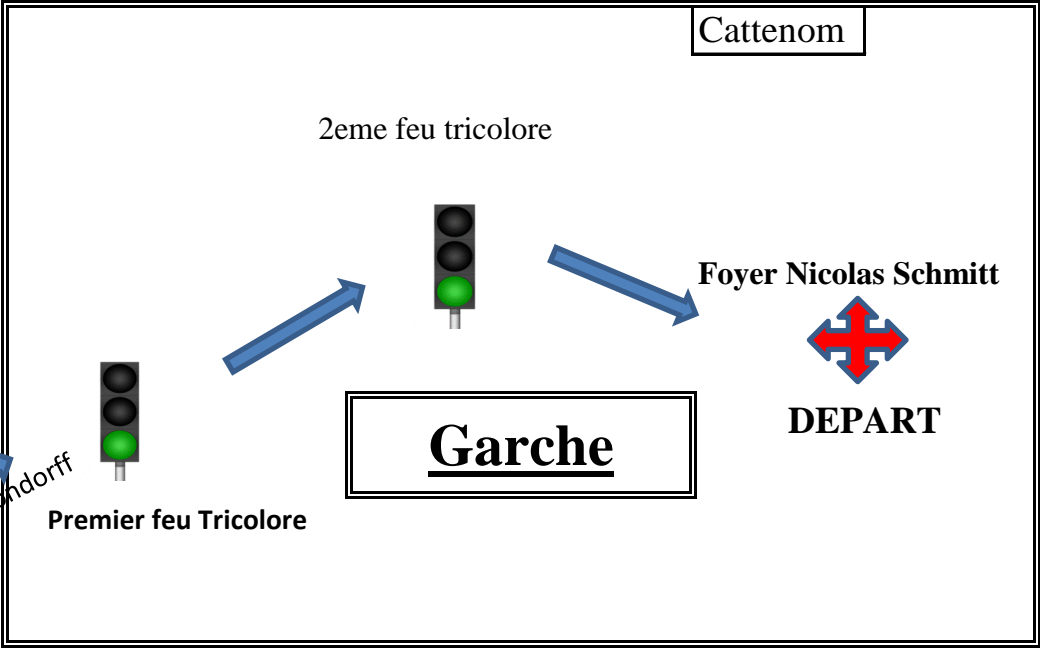 Cattenom
2eme feu tricolore
Foyer Nicolas Schmitt
DEPART
Garche
Premier feu Tricolore